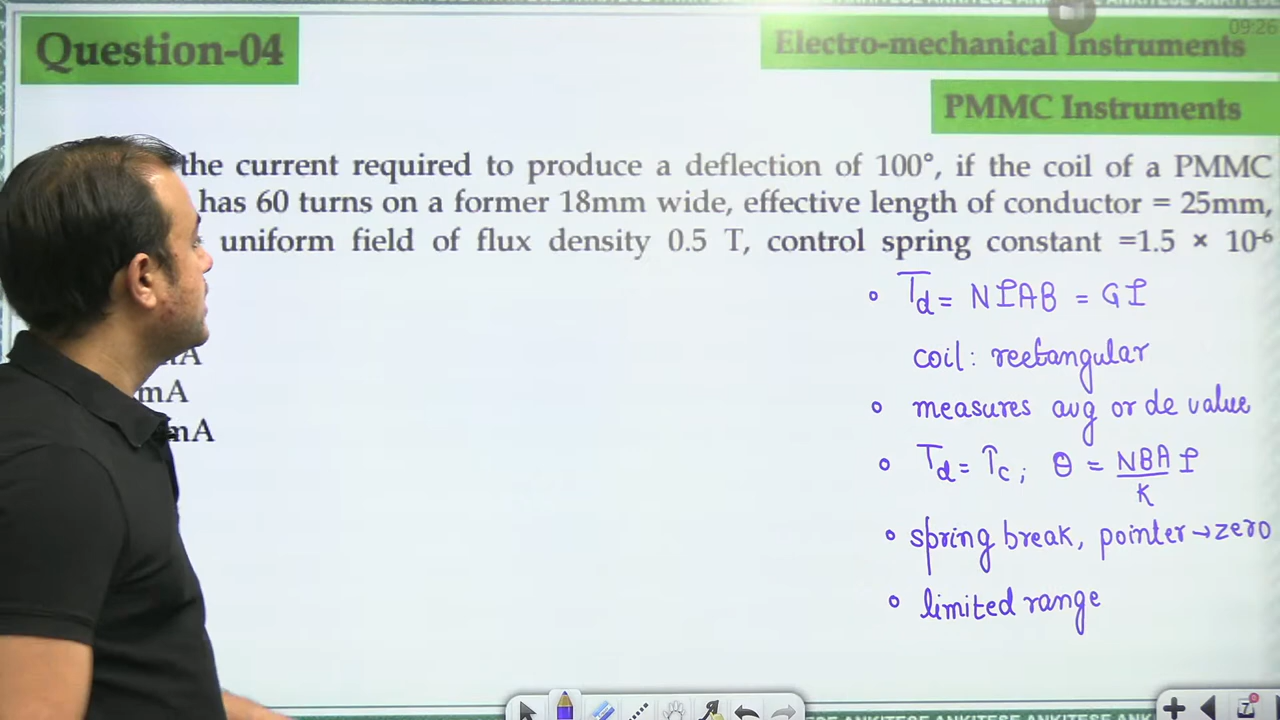 Question-04
Electro-mechanical Instruments
09:26
PMMC Instruments
the current required to produce a deflection of 100°, if the coil of a PMMC
has 60 turns on a former 18mm wide, effective length of conductor = 25mm,
uniform field of flux density 0.5 T, control spring constant =1.5 × 10⁻⁶
mA
mA
mA
∘ Td = NIAB = GI
coil: rectangular
∘ measures avg or dc value
∘ Td = Tc ; θ = NBA/K I
∘ spring break, pointer→zero
∘ limited range